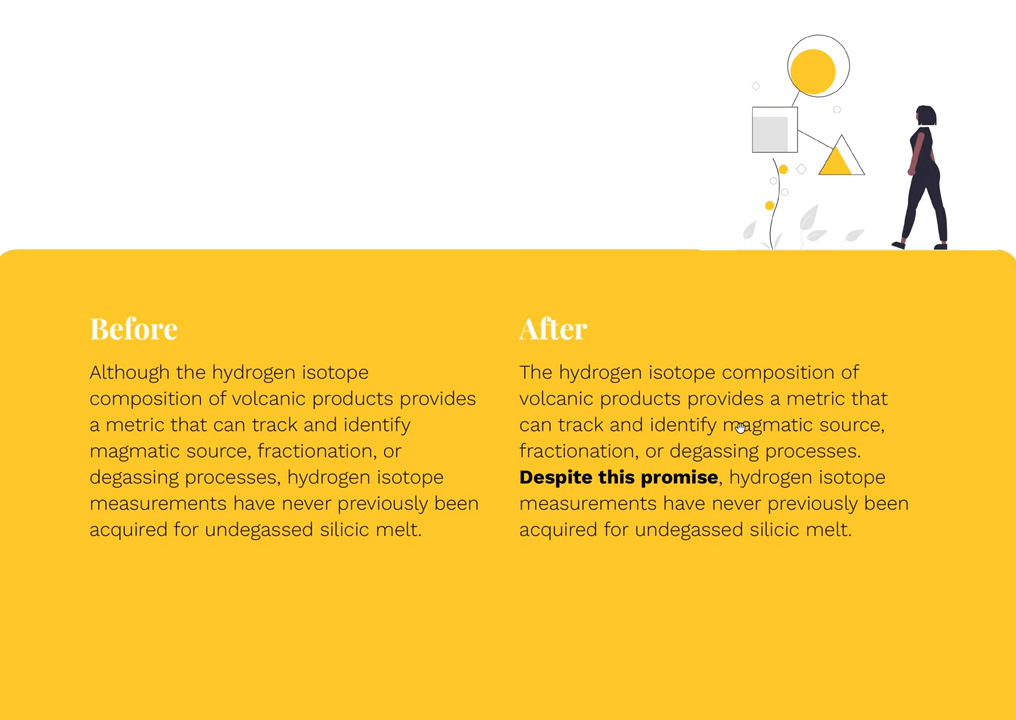 Before
Although the hydrogen isotope
composition of volcanic products provides
a metric that can track and identify
magmatic source, fractionation, or
degassing processes, hydrogen isotope
measurements have never previously been
acquired for undegassed silicic melt.
After
The hydrogen isotope composition of
volcanic products provides a metric that
can track and identify magmatic source,
fractionation, or degassing processes.
Despite this promise, hydrogen isotope
measurements have never previously been
acquired for undegassed silicic melt.